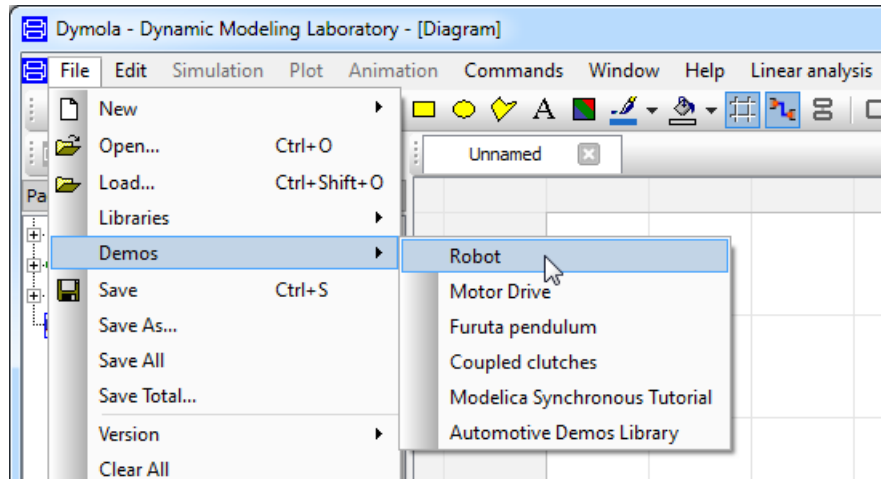 Dymola - Dynamic Modeling Laboratory - [Diagram]
File Edit Simulation Plot Animation Commands Window Help Linear analysis
New
A
Open... Ctrl+O
Unnamed
Load... Ctrl+Shift+O
Pa
Libraries
Demos
Robot
Save Ctrl+S
Motor Drive
Save As...
Furuta pendulum
Save All
Coupled clutches
Save Total...
Modelica Synchronous Tutorial
Version
Automotive Demos Library
Clear All